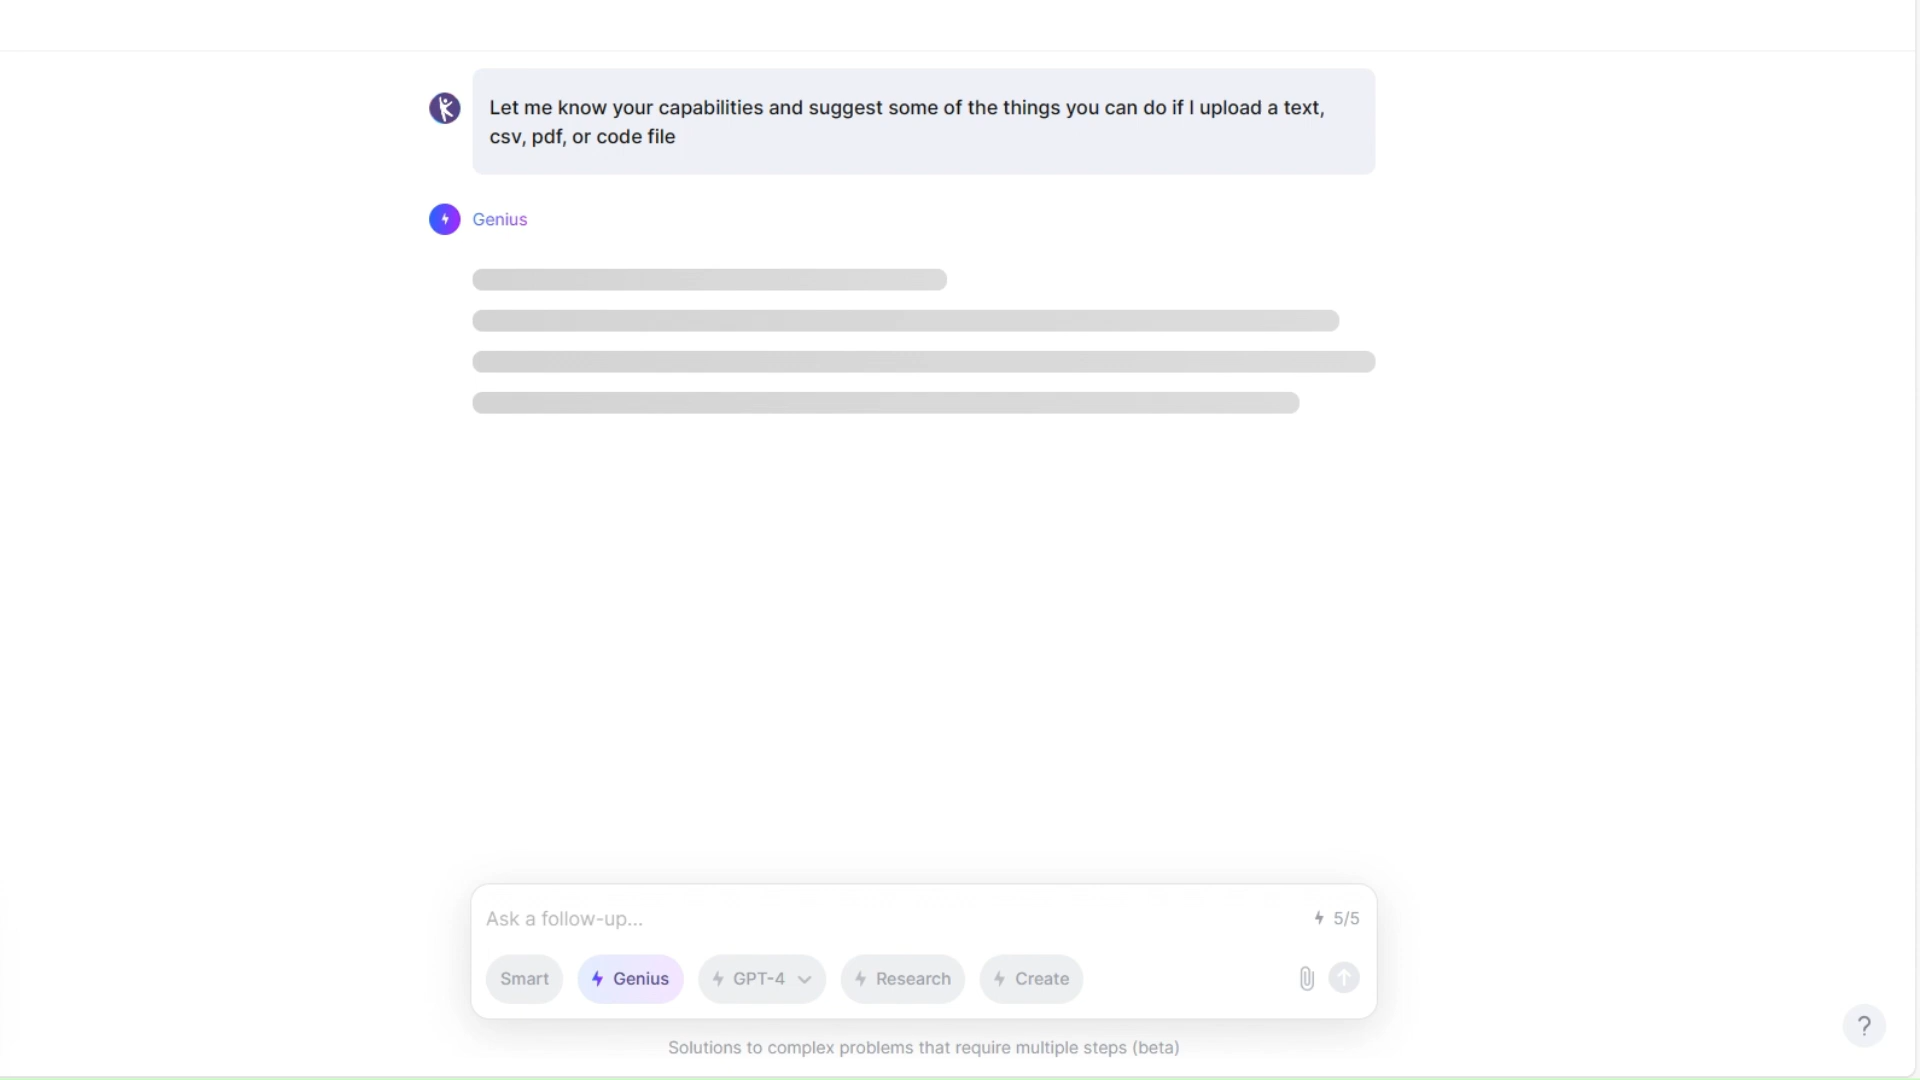 Let me know your capabilities and suggest some of the things you can do if I upload a text,
csv, pdf, or code file
Genius
Ask a follow-up...
5/5
Smart
Genius
GPT-4
Research
Create
?
Solutions to complex problems that require multiple steps (beta)